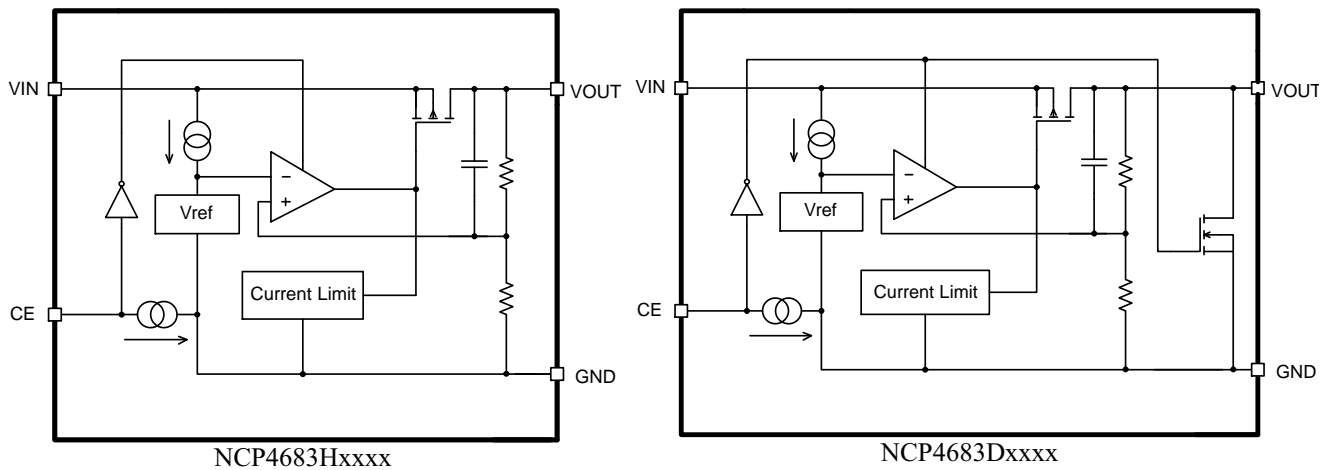 VIN
VOUT
−
+
Vref
Current Limit
CE
GND
NCP4683Hxxxx
VIN
VOUT
−
+
Vref
Current Limit
CE
GND
NCP4683Dxxxx